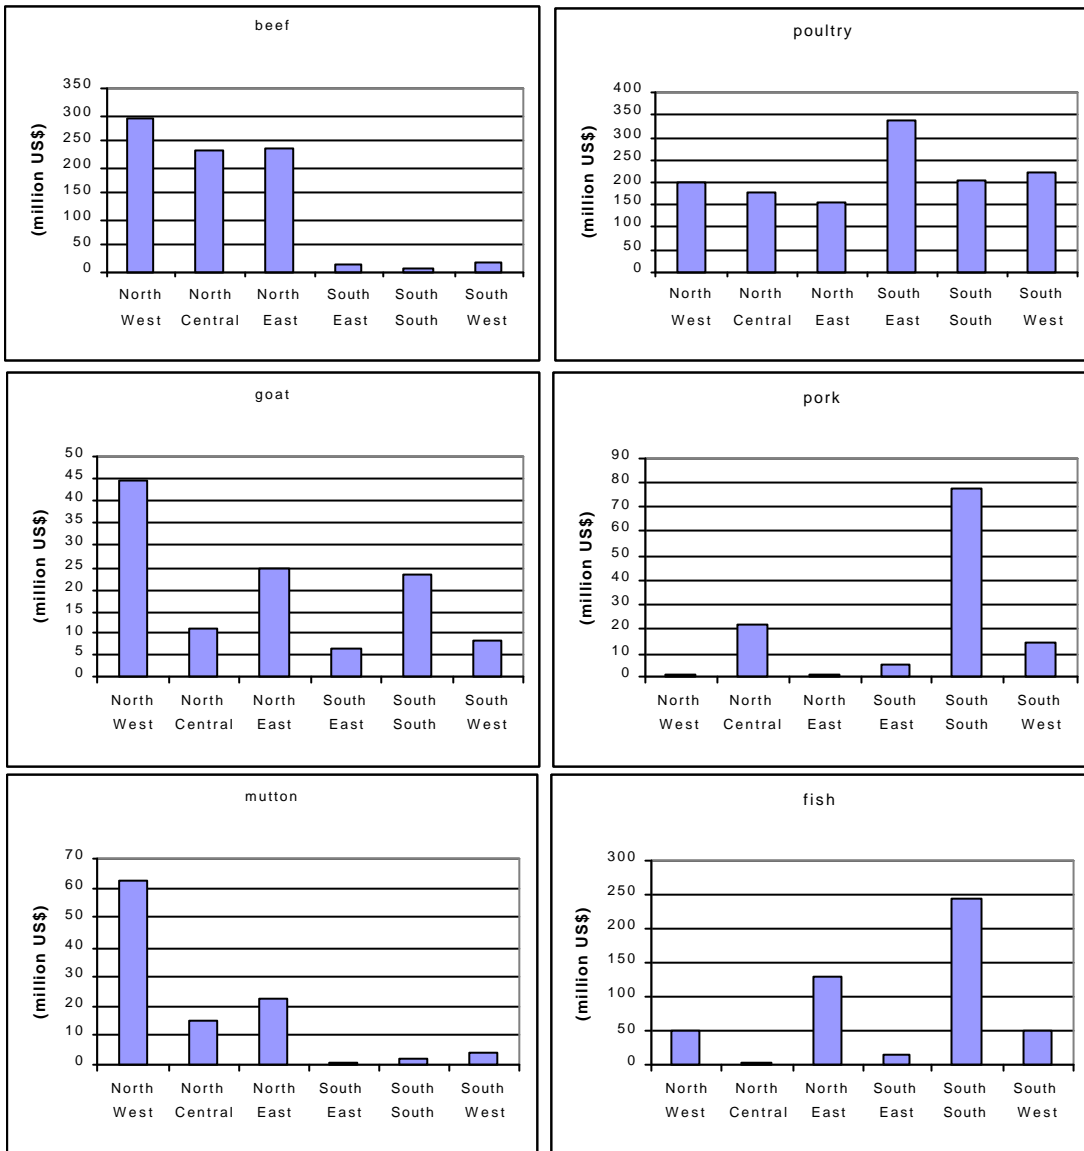 beef
(million US$)
350
300
250
200
150
100
50
0
North West
North Central
North East
South East
South South
South West
poultry
(million US$)
400
350
300
250
200
150
100
50
0
North West
North Central
North East
South East
South South
South West
goat
(million US$)
50
45
40
35
30
25
20
15
10
5
0
North West
North Central
North East
South East
South South
South West
pork
(million US$)
90
80
70
60
50
40
30
20
10
0
North West
North Central
North East
South East
South South
South West
mutton
(million US$)
70
60
50
40
30
20
10
0
North West
North Central
North East
South East
South South
South West
fish
(million US$)
300
250
200
150
100
50
0
North West
North Central
North East
South East
South South
South West